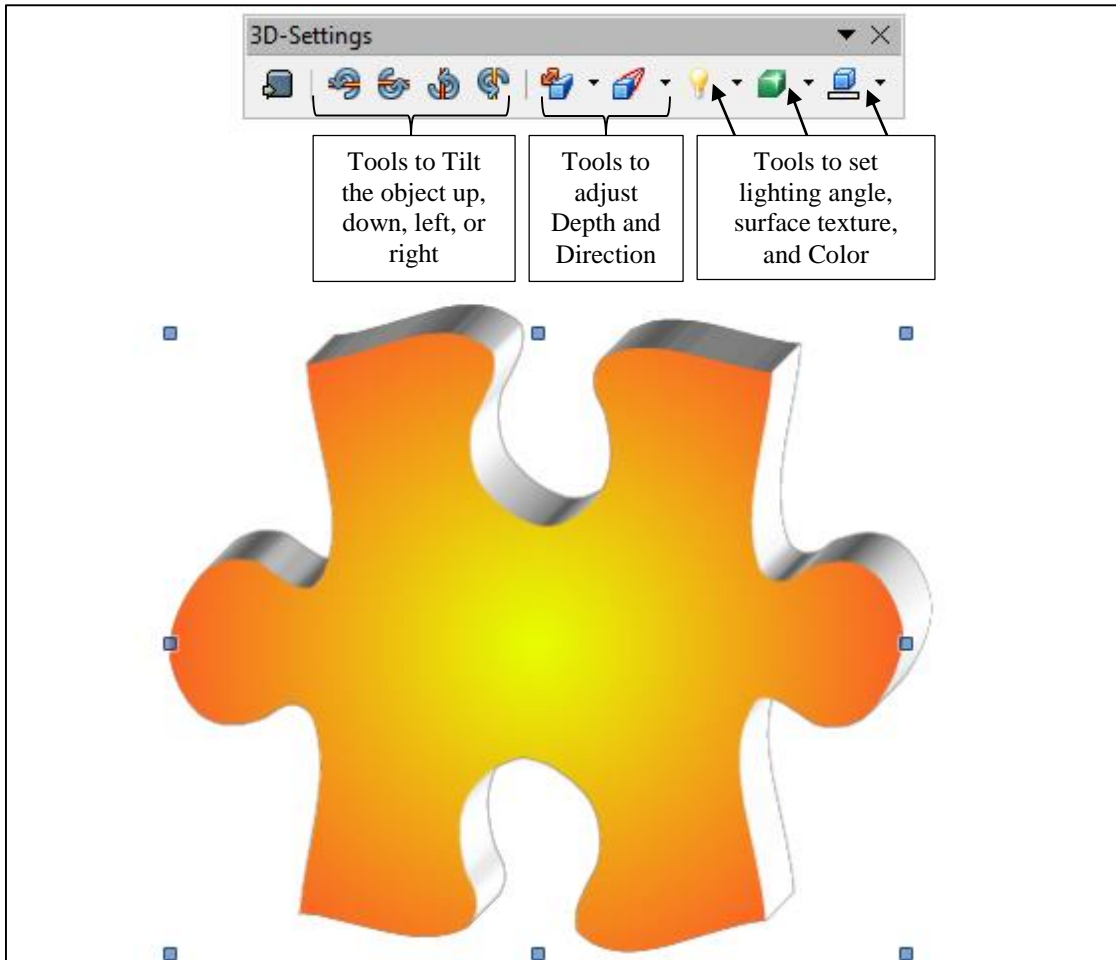 3D-Settings
Tools to Tilt
the object up,
down, left, or
right
Tools to
adjust
Depth and
Direction
Tools to set
lighting angle,
surface texture,
and Color